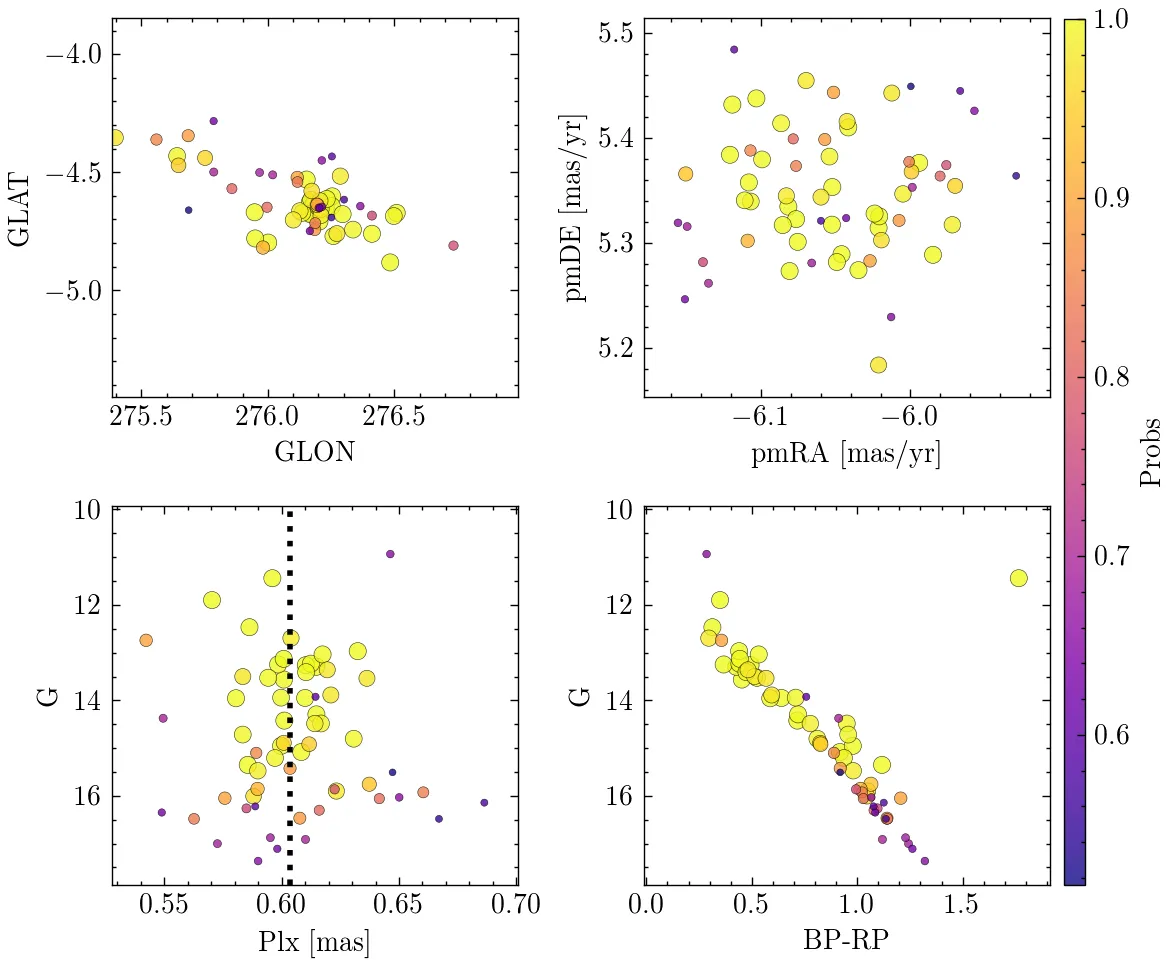 −4.0
−4.5
−5.0
GLAT
275.5 276.0 276.5
GLON
5.5
5.4
5.3
5.2
pmDE [mas/yr]
−6.1 −6.0
pmRA [mas/yr]
10
12
14
16
G
0.55 0.60 0.65 0.70
Plx [mas]
10
12
14
16
G
0.0 0.5 1.0 1.5
BP-RP
1.0
0.9
0.8
0.7
0.6
Probs